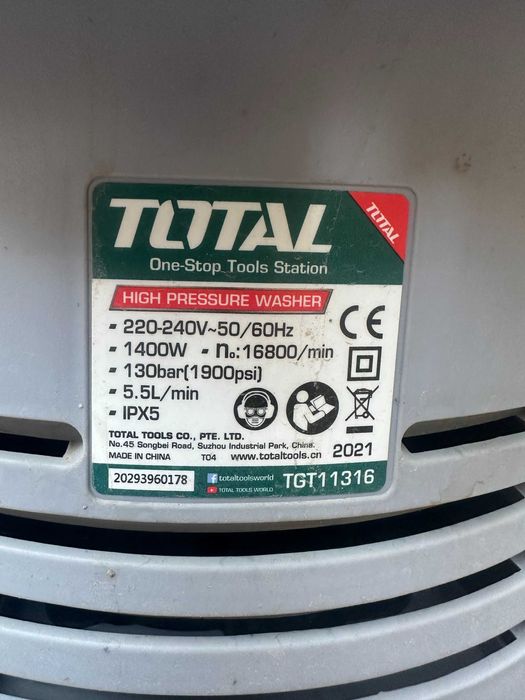 TOTAL
TOTAL
One-Stop Tools Station
HIGH PRESSURE WASHER
- 220-240V~50/60Hz
- 1400W - no:16800/min
- 130bar(1900psi)
- 5.5L/min
- IPX5
CE
TOTAL TOOLS CO., PTE. LTD.
No.45 Songbei Road, Suzhou Industrial Park, China.
MADE IN CHINA T04 www.totaltools.cn
2021
20293960178
totaltoolsworld
TOTAL TOOLS WORLD
TGT11316